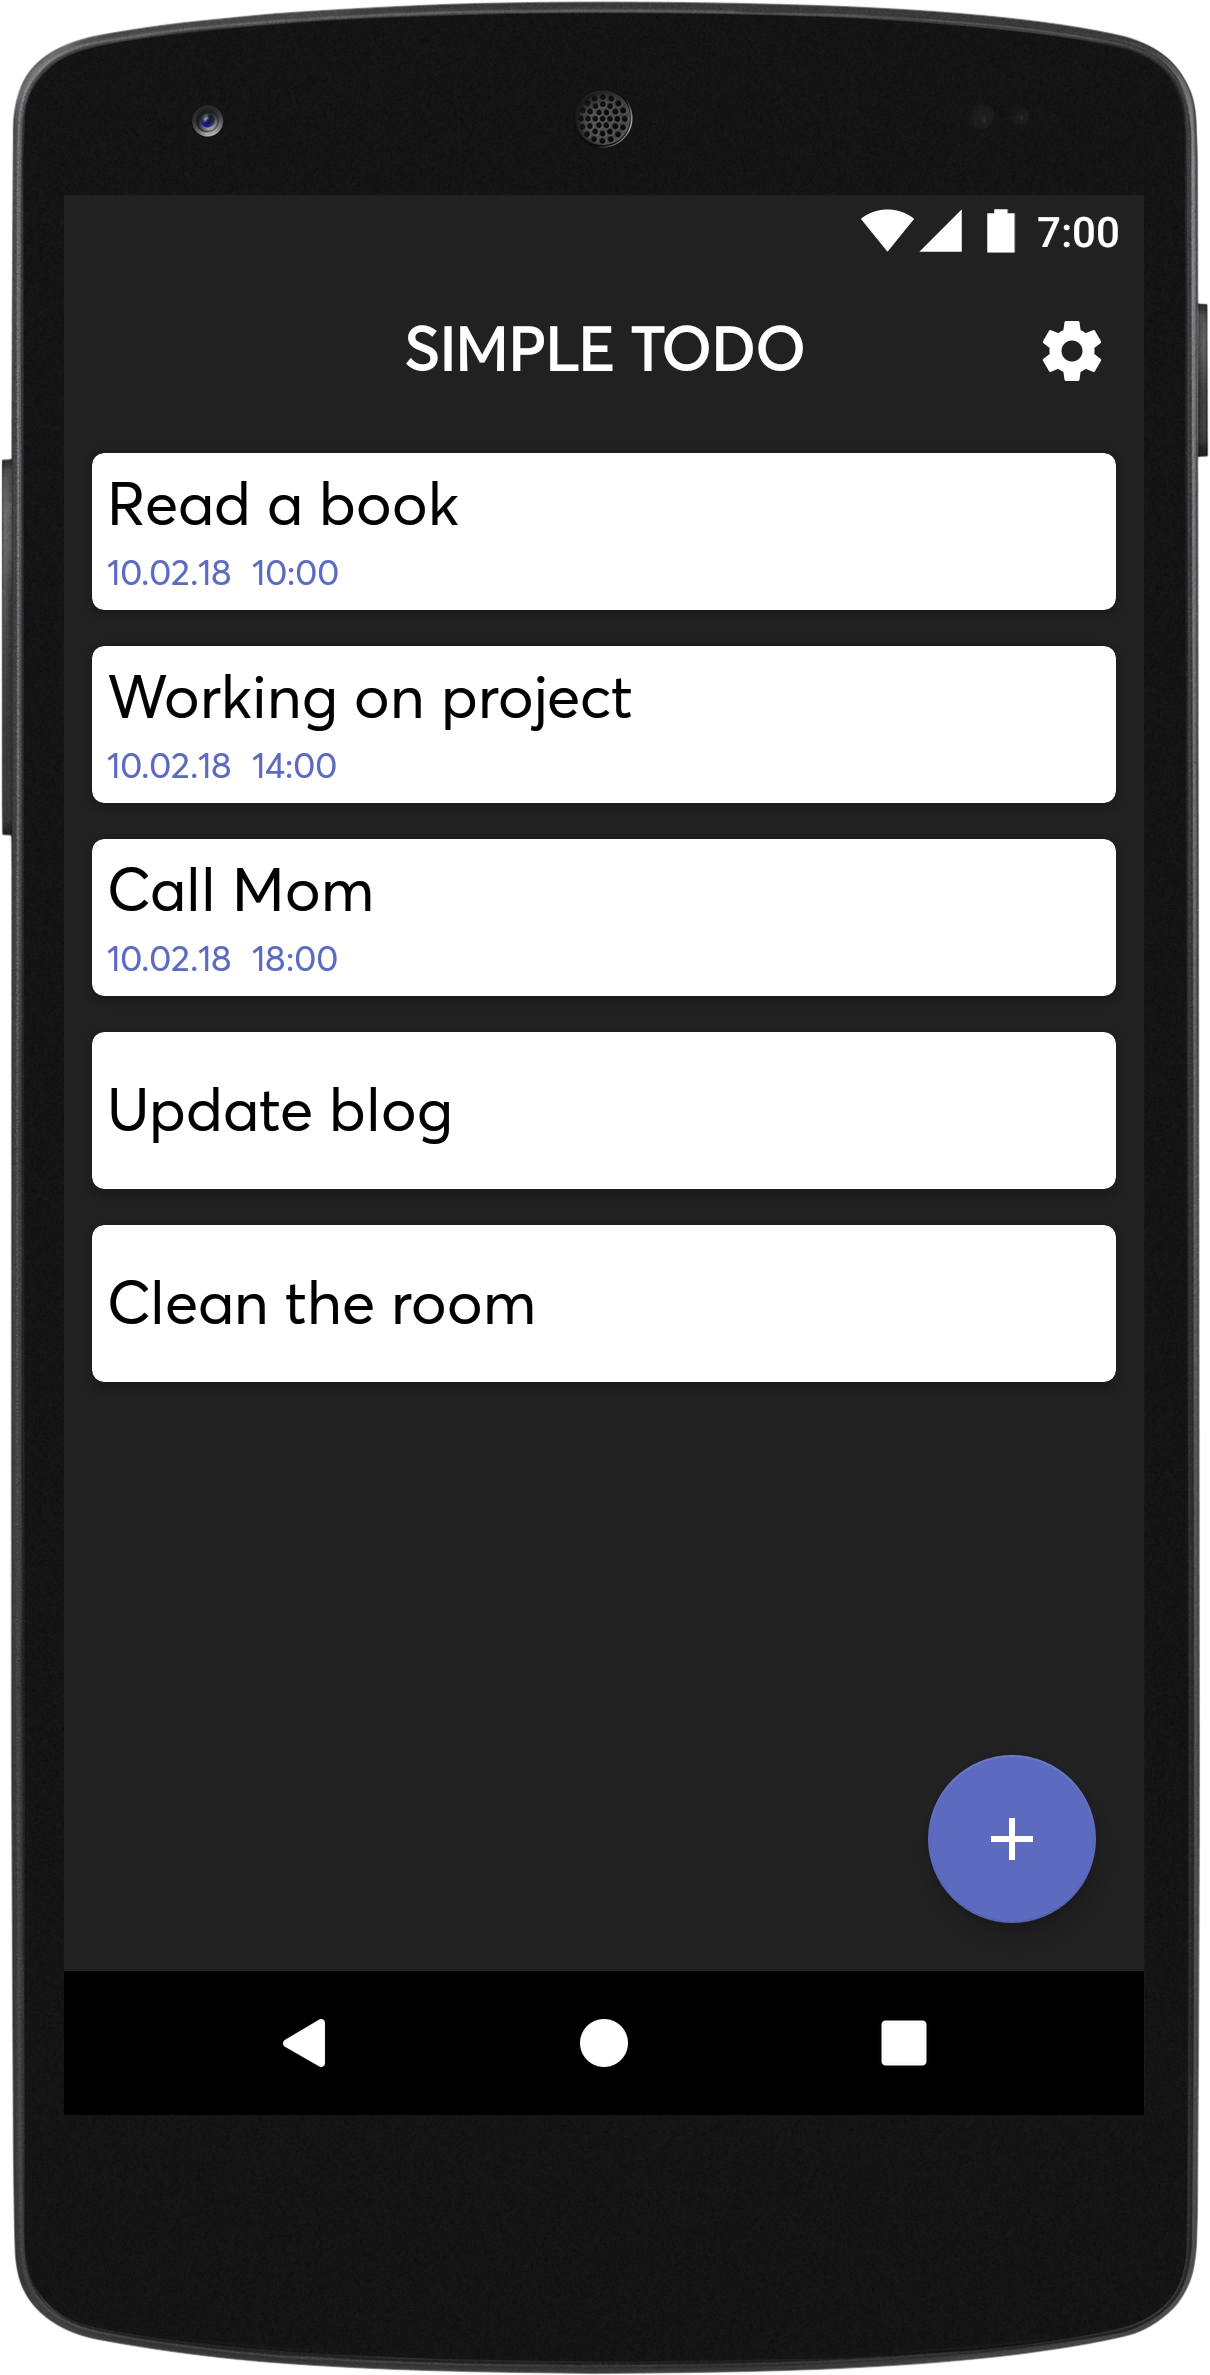 7:00
SIMPLE TODO
Read a book
10.02.18 10:00
Working on project
10.02.18 14:00
Call Mom
10.02.18 18:00
Update blog
Clean the room